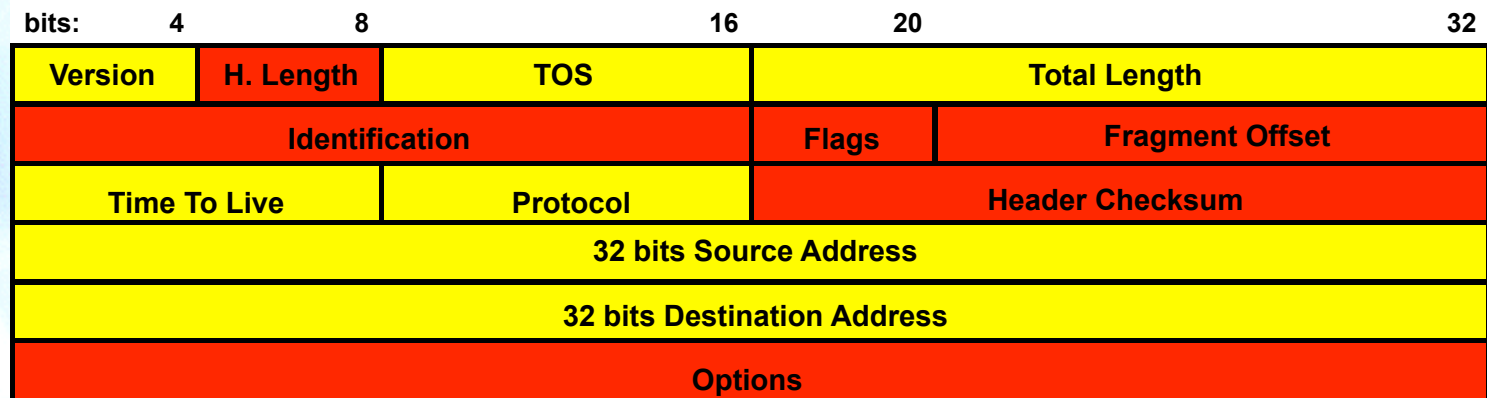 bits: 4 8 16 20 32
Version H. Length TOS Total Length
Identification Flags Fragment Offset
Time To Live Protocol Header Checksum
32 bits Source Address
32 bits Destination Address
Options